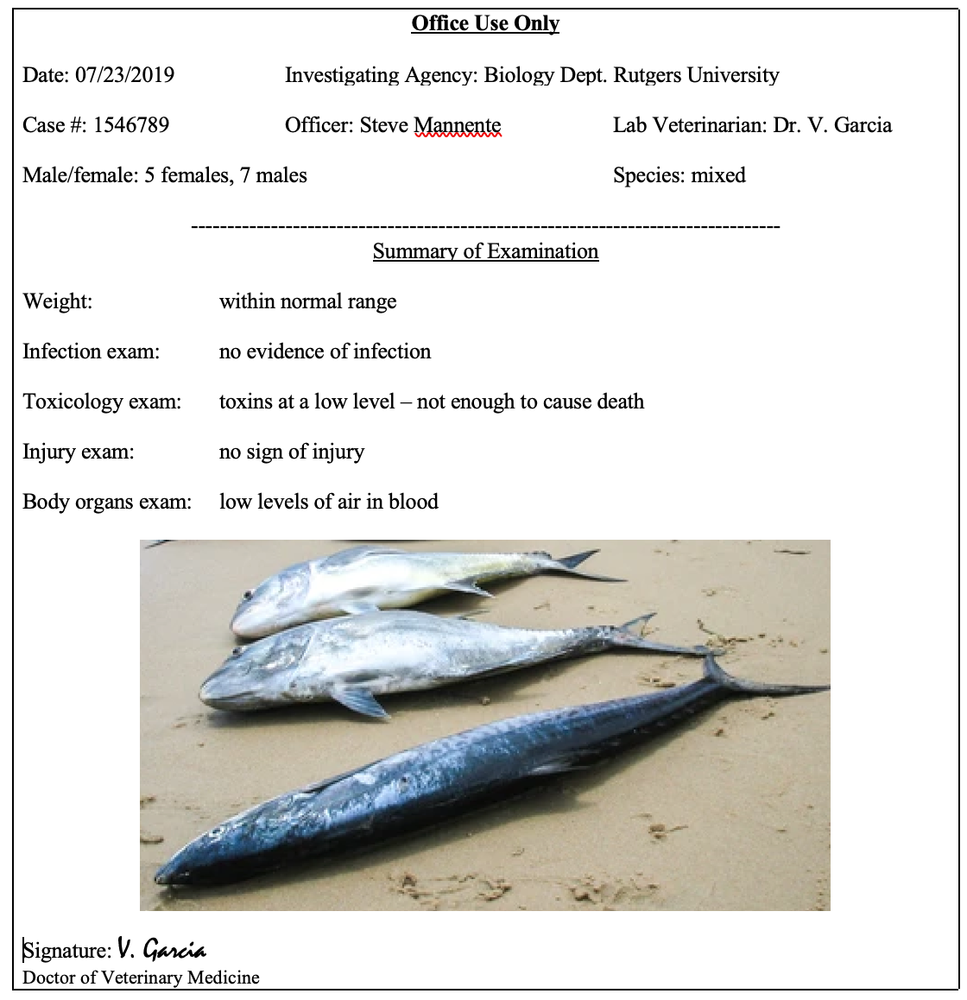 Office Use Only
Date: 07/23/2019 Investigating Agency: Biology Dept. Rutgers University
Case #: 1546789 Officer: Steve Mannente Lab Veterinarian: Dr. V. Garcia
Male/female: 5 females, 7 males Species: mixed
--------------------------------------------------------------------------------
Summary of Examination
Weight: within normal range
Infection exam: no evidence of infection
Toxicology exam: toxins at a low level – not enough to cause death
Injury exam: no sign of injury
Body organs exam: low levels of air in blood
Signature: V. Garcia
Doctor of Veterinary Medicine